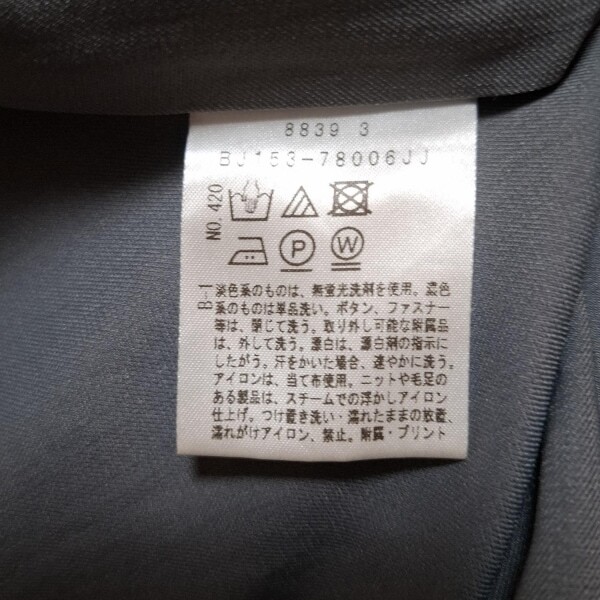 8839 3
BJ153-78006JJ
NO.420
P
W
B-1
淡色系のものは、無蛍光洗剤を使用。濃色
系のものは単品洗い。ボタン、ファスナー
等は、閉じて洗う。取り外し可能な附属品
は、外して洗う。漂白は、漂白剤の指示に
したがう。汗をかいた場合、速やかに洗う。
アイロンは、当て布使用。ニットや毛足の
ある製品は、スチームでの浮かしアイロン
仕上げ。つけ置き洗い・濡れたままの放置、
濡れがけアイロン、禁止。附属・プリント